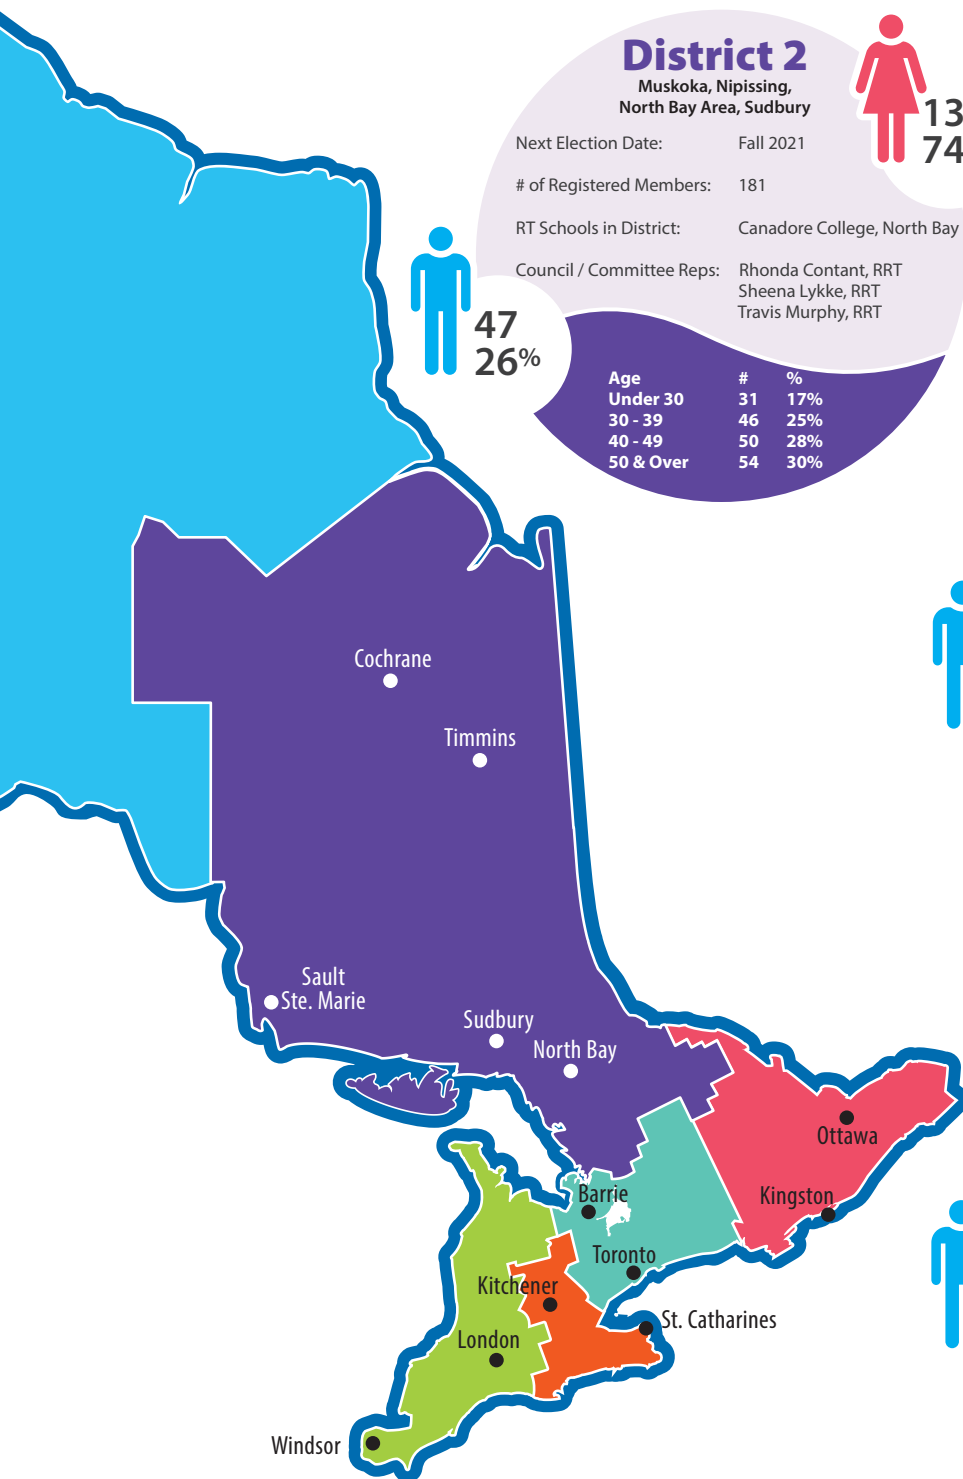 District 2
Muskoka, Nipissing,
North Bay Area, Sudbury
Next Election Date: Fall 2021
# of Registered Members: 181
RT Schools in District: Canadore College, North Bay
Council / Committee Reps: Rhonda Contant, RRT
Sheena Lykke, RRT
Travis Murphy, RRT
13
74
47
26%
Age # %
Under 30 31 17%
30 - 39 46 25%
40 - 49 50 28%
50 & Over 54 30%
Cochrane
Timmins
Sault
Ste. Marie
Sudbury
North Bay
Ottawa
Kingston
Barrie
Toronto
Kitchener
St. Catharines
London
Windsor